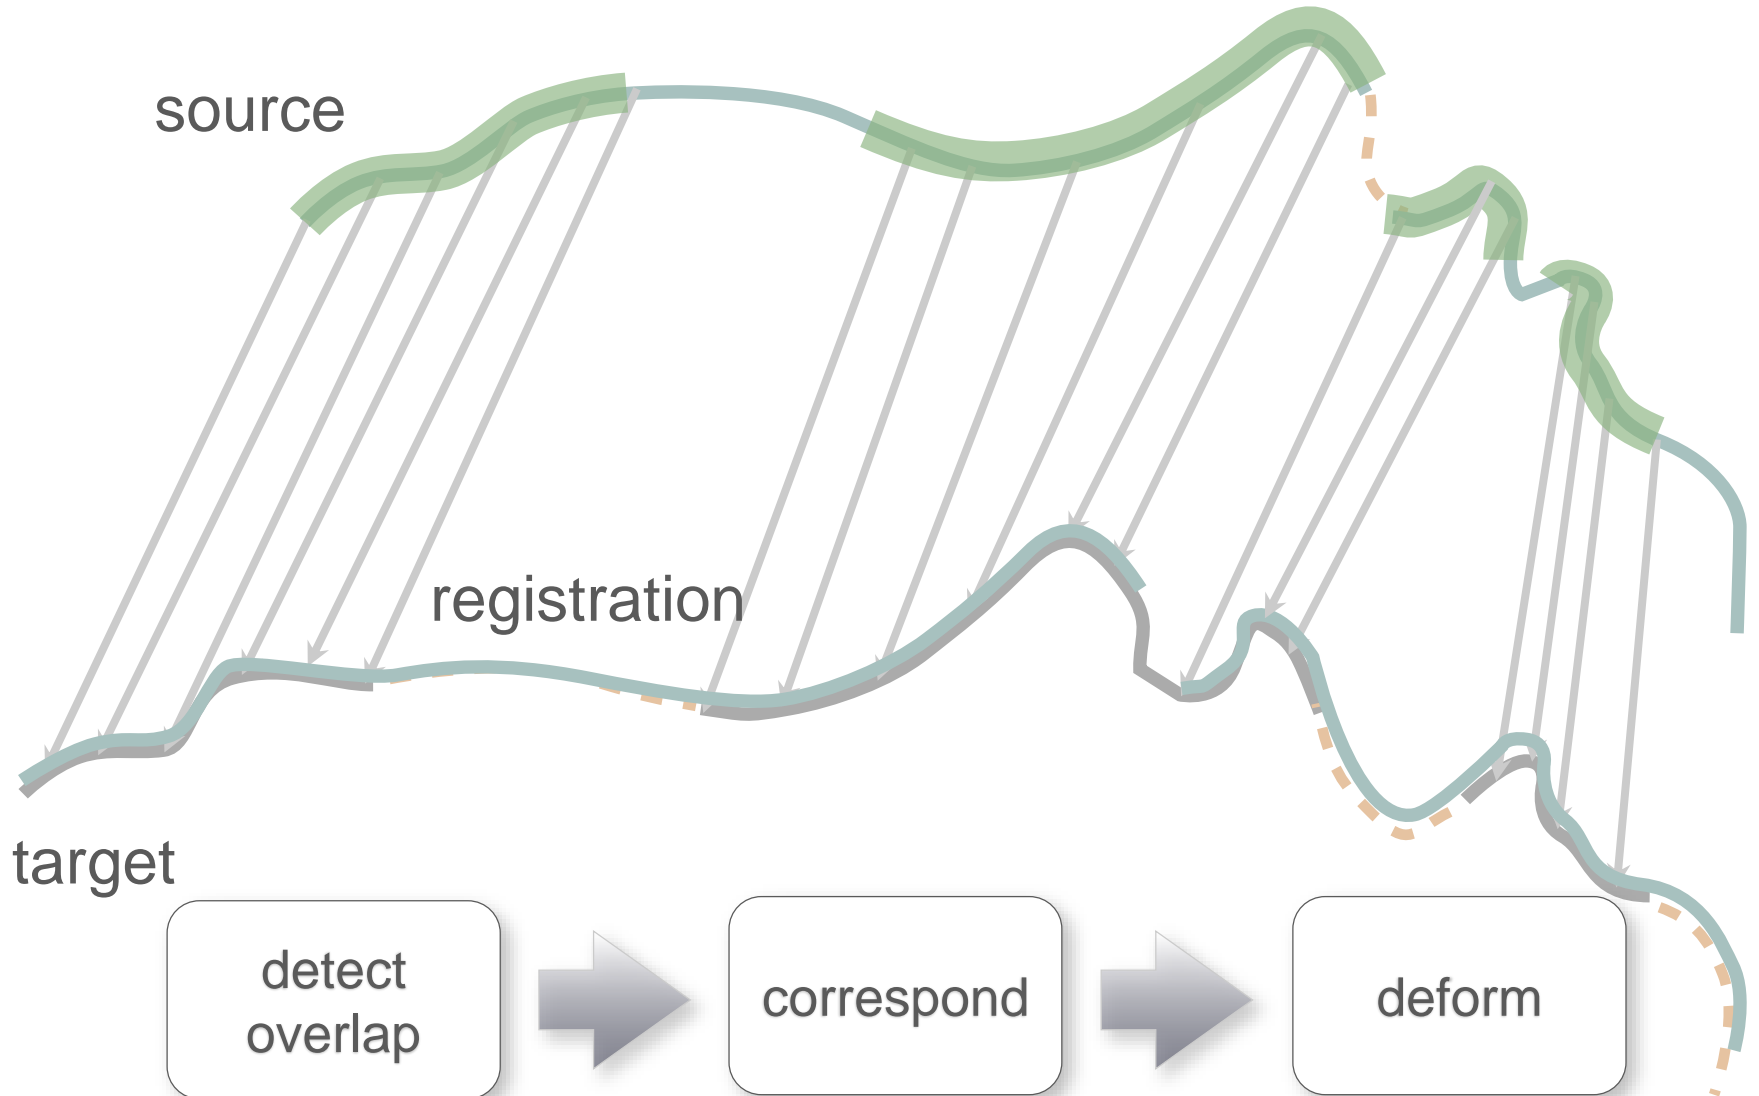 source
registration
target
detect
overlap
correspond
deform